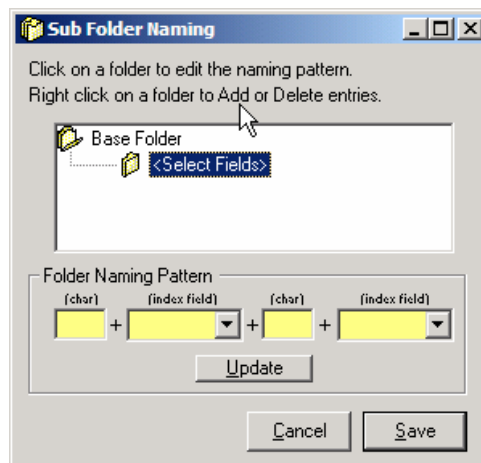 Sub Folder Naming
Click on a folder to edit the naming pattern.
Right click on a folder to Add or Delete entries.
Base Folder
<Select Fields>
Folder Naming Pattern
(char) (index field) (char) (index field)
+ + +
Update
Cancel Save